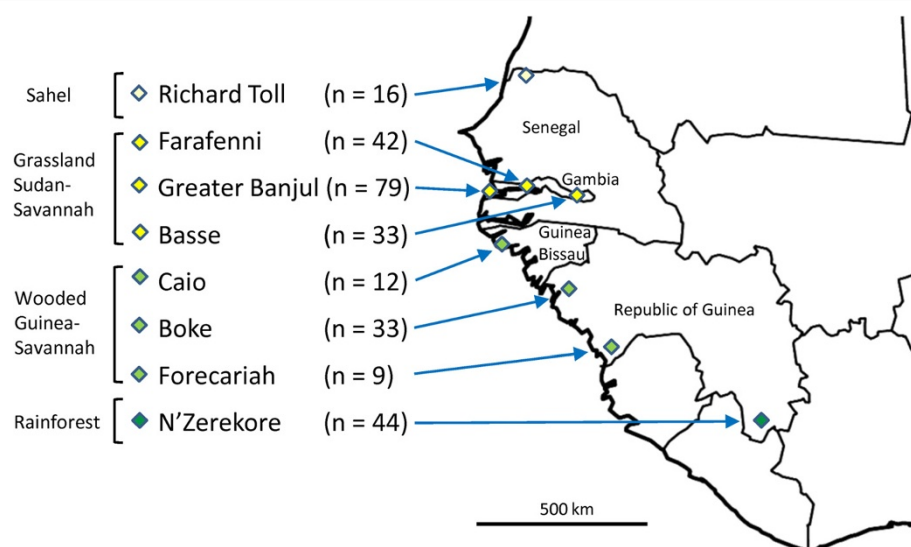 Sahel
Richard Toll (n = 16)
Grassland
Sudan-
Savannah
Farafenni (n = 42)
Greater Banjul (n = 79)
Basse (n = 33)
Wooded
Guinea-
Savannah
Caio (n = 12)
Boke (n = 33)
Forecariah (n = 9)
Rainforest
N’Zerekore (n = 44)
Senegal
Gambia
Guinea
Bissau
Republic of Guinea
500 km